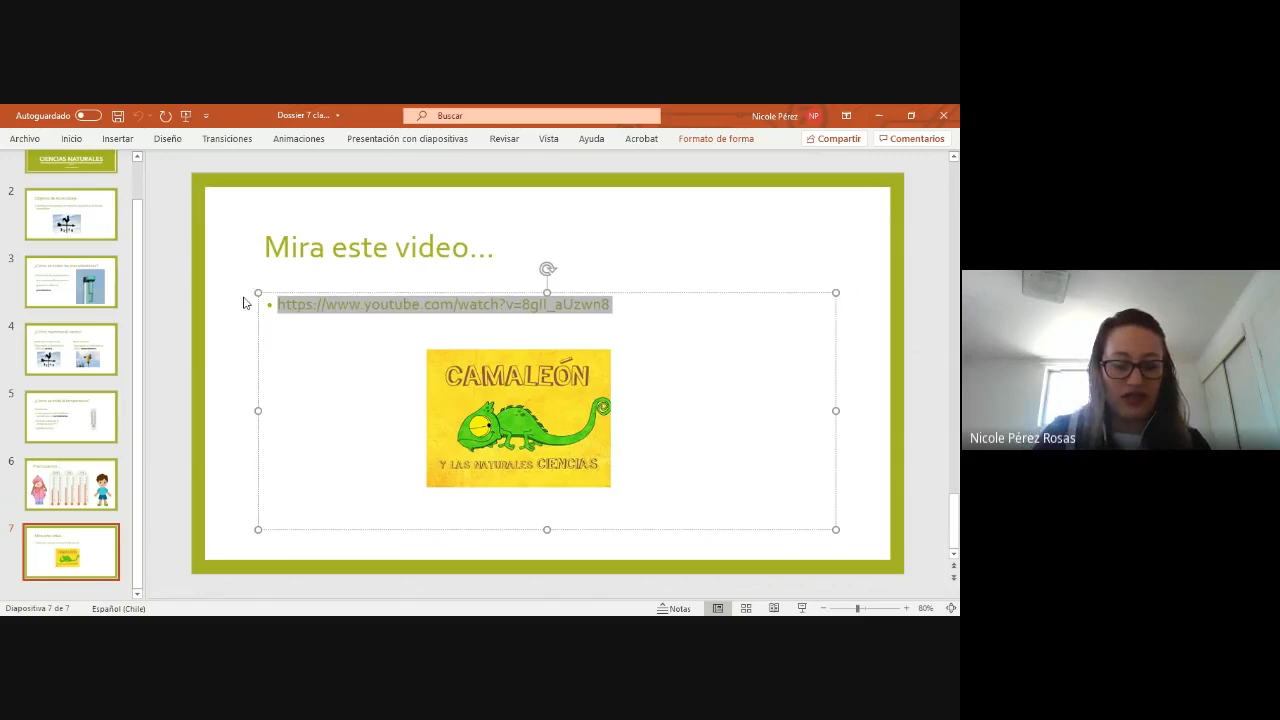 Autoguardado
Dossier 7 cla...
Buscar
Nicole Pérez
NP
Archivo Inicio Insertar Diseño Transiciones Animaciones Presentación con diapositivas Revisar Vista Ayuda Acrobat Formato de forma
Compartir
Comentarios
CIENCIAS NATURALES
2
3
4
5
6
7
Mira este video...
• https://www.youtube.com/watch?v=8gIl_aUzwn8
CAMALEÓN
Y LAS NATURALES CIENCIAS
Nicole Pérez Rosas
Diapositiva 7 de 7
Español (Chile)
Notas
80%